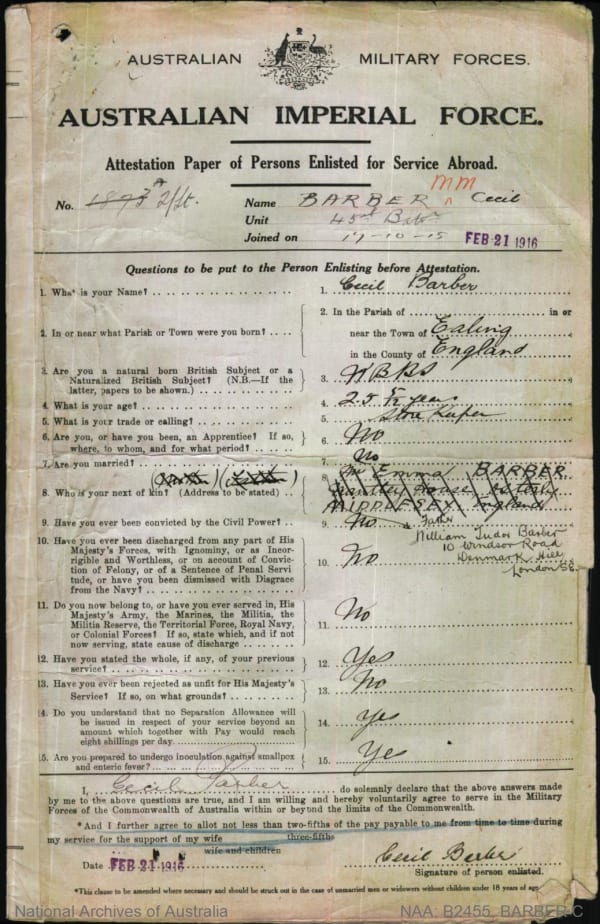 AUSTRALIAN MILITARY FORCES.
AUSTRALIAN IMPERIAL FORCE.
Attestation Paper of Persons Enlisted for Service Abroad.
No. 1873A 2/Lt. Name BARBER MM Cecil
Unit 45th Batn
Joined on 17-10-15 FEB 21 1916
Questions to be put to the Person Enlisting before Attestation.
1. What is your Name? 1. Cecil Barber
2. In or near what Parish or Town were you born? 2. In the Parish of in or
near the Town of Ealing
in the County of England
3. Are you a natural born British Subject or a
Naturalized British Subject? (N.B.—If the
latter, papers to be shown.) 3. NBBS
4. What is your age? 4. 25 5/12 years
5. What is your trade or calling? 5. Store Keeper
6. Are you, or have you been, an Apprentice? If so,
where, to whom, and for what period? 6. No
7. Are you married? 7. No
8. Who is your next of kin? (Address to be stated) 8. Emma BARBER
House
MIDDLESEX England
Father
William Tudor Barber
10 Windsor Road
Denmark Hill
London SE.
9. Have you ever been convicted by the Civil Power? 9. No
10. Have you ever been discharged from any part of His
Majesty's Forces, with Ignominy, or as Incor-
rigible and Worthless, or on account of Convic-
tion of Felony, or of a Sentence of Penal Servi
tude, or have you been Dismissed with Disgrace
from the Navy? 10. No
11. Do you now belong to, or have you ever served in, His
Majesty's Army, the Marines, the Militia, the
Militia Reserve, the Territorial Force, Royal Navy,
or Colonial Forces? If so, state which, and if not
now serving, state cause of discharge 11. No
12. Have you stated the whole, if any, of your previous
service? 12. Yes
13. Have you ever been rejected as unfit for His Majesty's
Service? If so, on what grounds? 13. No
4. Do you understand that no Separation Allowance will
be issued in respect of your service beyond an
amount which together with Pay would reach
eight shillings per day 14. Yes
5. Are you prepared to undergo inoculation against smallpox
and enteric fever? 15. Yes
I, Cecil Barber do solemnly declare that the above answers made
by me to the above questions are true, and I am willing and hereby voluntarily agree to serve in the Military
Forces of the Commonwealth of Australia within or beyond the limits of the Commonwealth.
*And I further agree to allot not less than two-fifths of the pay payable to me from time to time during
my service for the support of my wife three-fifths
wife and children
Date FEB 21 1916 Cecil Barber
Signature of person enlisted.
*This clause to be amended where necessary and should be struck out in the case of unmarried men or widowers without children under 18 years of age.
National Archives of Australia NAA: B2455, BARBER C